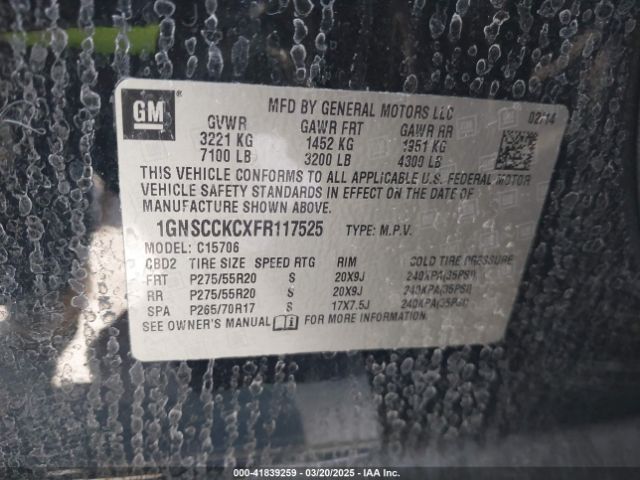 GM
®
MFD BY GENERAL MOTORS LLC 02/14
GVWR GAWR FRT GAWR RR
3221 KG 1452 KG 1951 KG
7100 LB 3200 LB 4300 LB
THIS VEHICLE CONFORMS TO ALL APPLICABLE U.S. FEDERAL MOTOR
VEHICLE SAFETY STANDARDS IN EFFECT ON THE DATE OF
MANUFACTURE SHOWN ABOVE.
1GNSCCKCXFR117525 TYPE: M.P.V.
MODEL: C15706
CBD2 TIRE SIZE SPEED RTG RIM COLD TIRE PRESSURE
FRT P275/55R20 S 20X9J 240KPA(35PSI)
RR P275/55R20 S 20X9J 240KPA(35PSI)
SPA P265/70R17 S 17X7.5J 240KPA(35PSI)
SEE OWNER'S MANUAL FOR MORE INFORMATION.
000-41839259 — 03/20/2025 — IAA Inc.